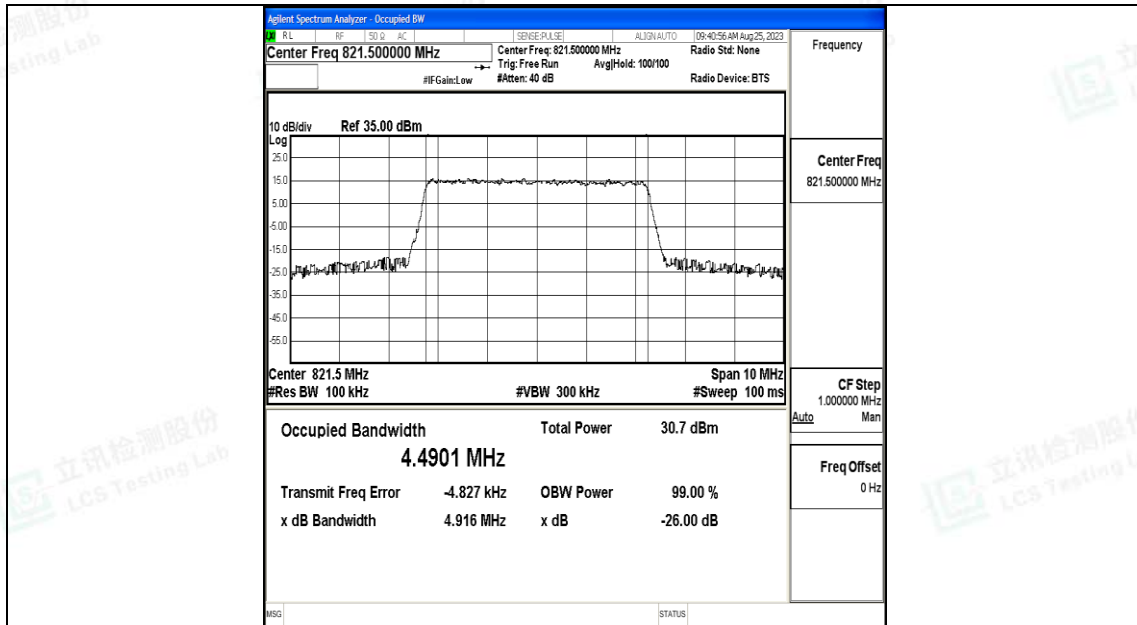 Agilent Spectrum Analyzer - Occupied BW
LXI RL RF 50 Ω AC SENSE:PULSE ALIGN AUTO 09:40:56 AM Aug 25, 2023
Center Freq 821.500000 MHz
Center Freq: 821.500000 MHz Radio Std: None
Trig: Free Run Avg|Hold: 100/100
#IFGain:Low #Atten: 40 dB Radio Device: BTS
Frequency
10 dB/div Ref 35.00 dBm
Log
25.0
15.0
5.00
-5.00
-15.0
-25.0
-35.0
-45.0
-55.0
Center 821.5 MHz Span 10 MHz
#Res BW 100 kHz #VBW 300 kHz #Sweep 100 ms
Center Freq
821.500000 MHz
CF Step
1.000000 MHz
Auto Man
Freq Offset
0 Hz
Occupied Bandwidth Total Power 30.7 dBm
4.4901 MHz
Transmit Freq Error -4.827 kHz OBW Power 99.00 %
x dB Bandwidth 4.916 MHz x dB -26.00 dB
MSG STATUS
立讯检测股份
LCS Testing Lab
立讯检测股份
LCS Testing L